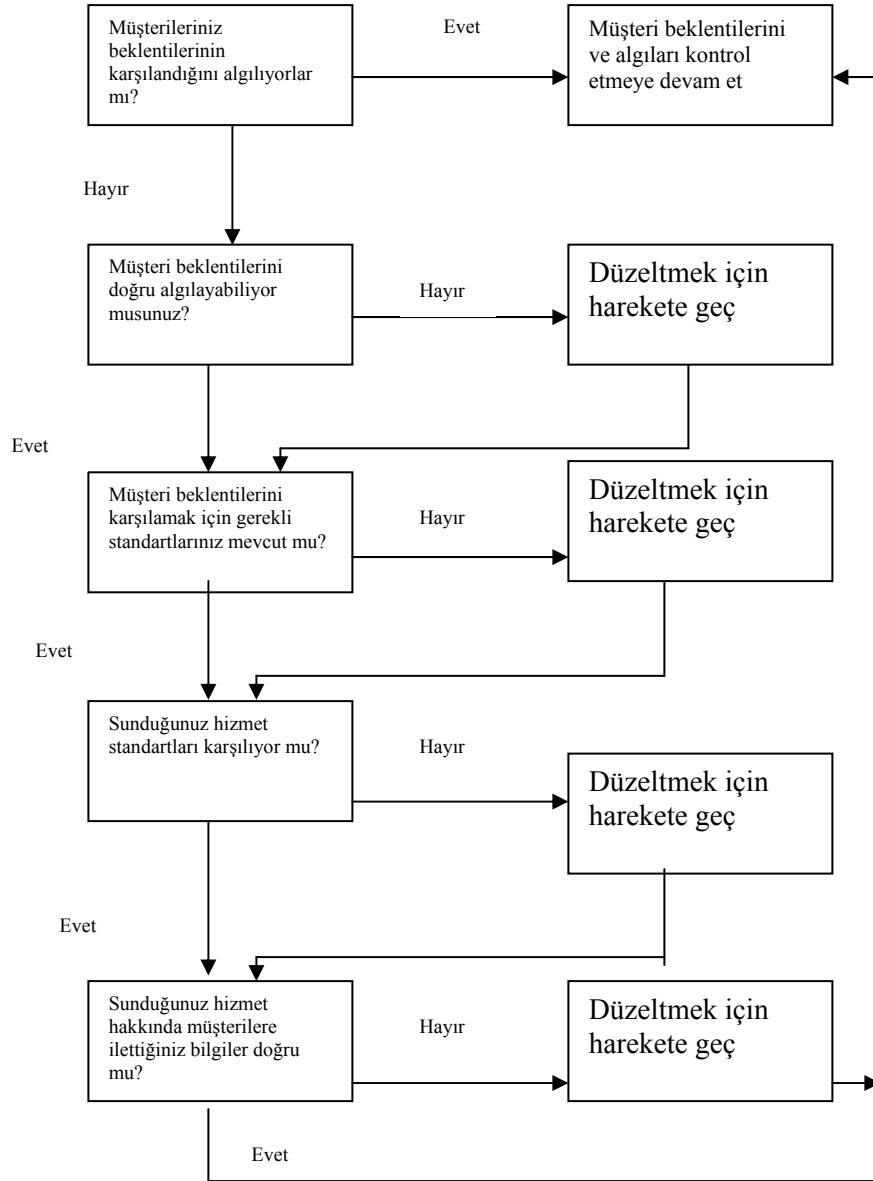 Müşterileriniz
beklentilerinin
karşılandığını algılıyorlar
mı?
Evet
Müşteri beklentilerini
ve algıları kontrol
etmeye devam et
Hayır
Müşteri beklentilerini
doğru algılayabiliyor
musunuz?
Hayır
Düzeltmek için
harekete geç
Evet
Müşteri beklentilerini
karşılamak için gerekli
standartlarınız mevcut mu?
Hayır
Düzeltmek için
harekete geç
Evet
Sunduğunuz hizmet
standartları karşılıyor mu?
Hayır
Düzeltmek için
harekete geç
Evet
Sunduğunuz hizmet
hakkında müşterilere
ilettiğiniz bilgiler doğru
mu?
Hayır
Düzeltmek için
harekete geç
Evet